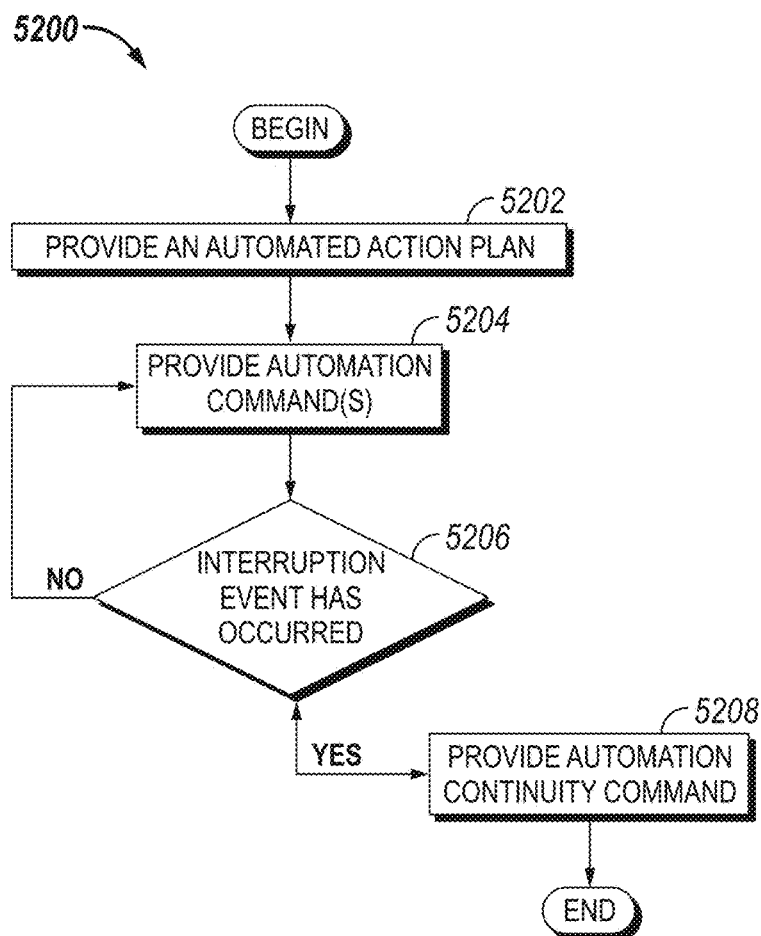 5200
BEGIN
5202
PROVIDE AN AUTOMATED ACTION PLAN
5204
PROVIDE AUTOMATION
COMMAND(S)
5206
INTERRUPTION
EVENT HAS
OCCURRED
NO
YES
5208
PROVIDE AUTOMATION
CONTINUITY COMMAND
END